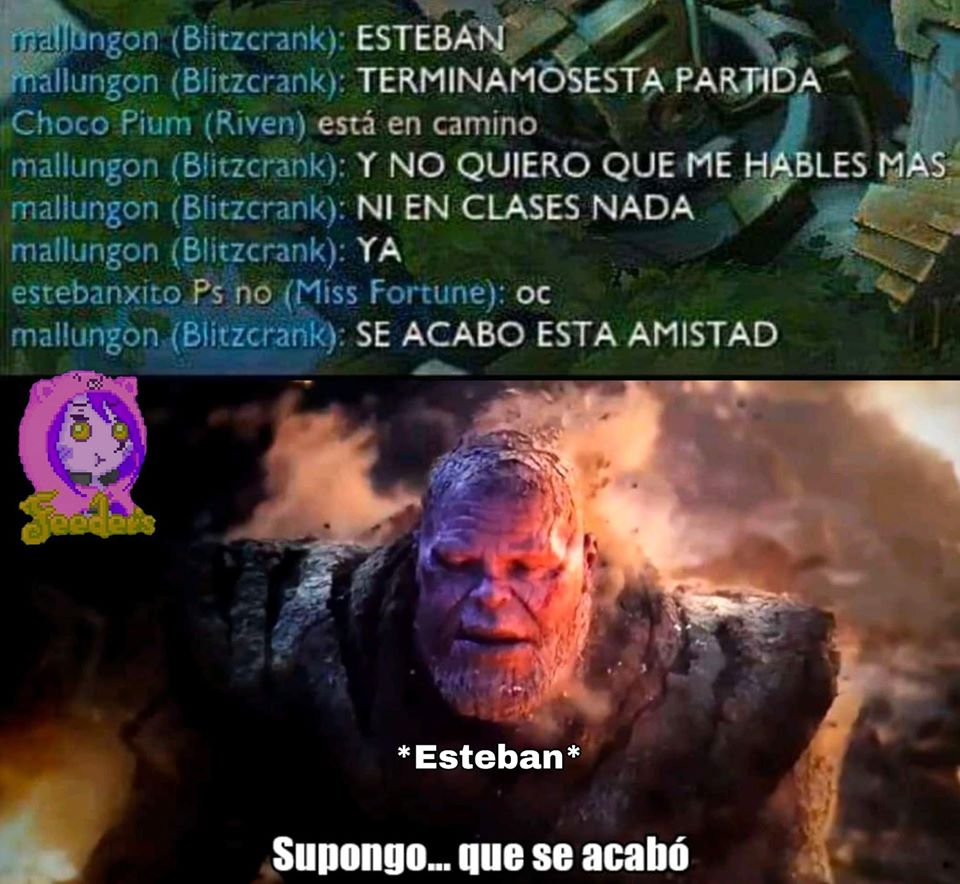 mallungon (Blitzcrank): ESTEBAN
mallungon (Blitzcrank): TERMINAMOSESTA PARTIDA
Choco Pium (Riven) está en camino
mallungon (Blitzcrank): Y NO QUIERO QUE ME HABLES MAS
mallungon (Blitzcrank): NI EN CLASES NADA
mallungon (Blitzcrank): YA
estebanxito Ps no (Miss Fortune): oc
mallungon (Blitzcrank): SE ACABO ESTA AMISTAD
Feeders
*Esteban*
Supongo... que se acabó